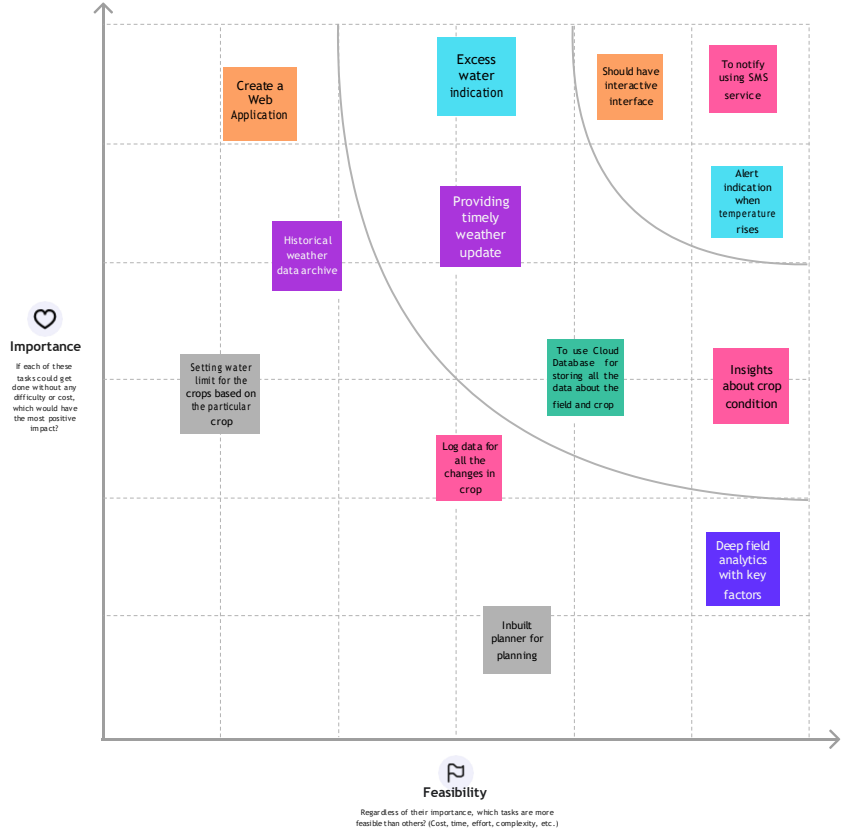 Create a
Web
Application
Excess
water
indication
Should have
interactive
interface
To notify
using SMS
service
Alert
indication
when
temperature
rises
Providing
timely
weather
update
Historical
weather
data archive
Importance
If each of these
tasks could get
done without any
difficulty or cost,
which would have
the most positive
impact?
Setting water
limit for the
crops based on
the particular
crop
To use Cloud
Database for
storing all the
data about the
field and crop
Insights
about crop
condition
Log data for
all the
changes in
crop
Deep field
analytics
with key
factors
Inbuilt
planner for
planning
Feasibility
Regardless of their importance, which tasks are more
feasible than others? (Cost, time, effort, complexity, etc.)